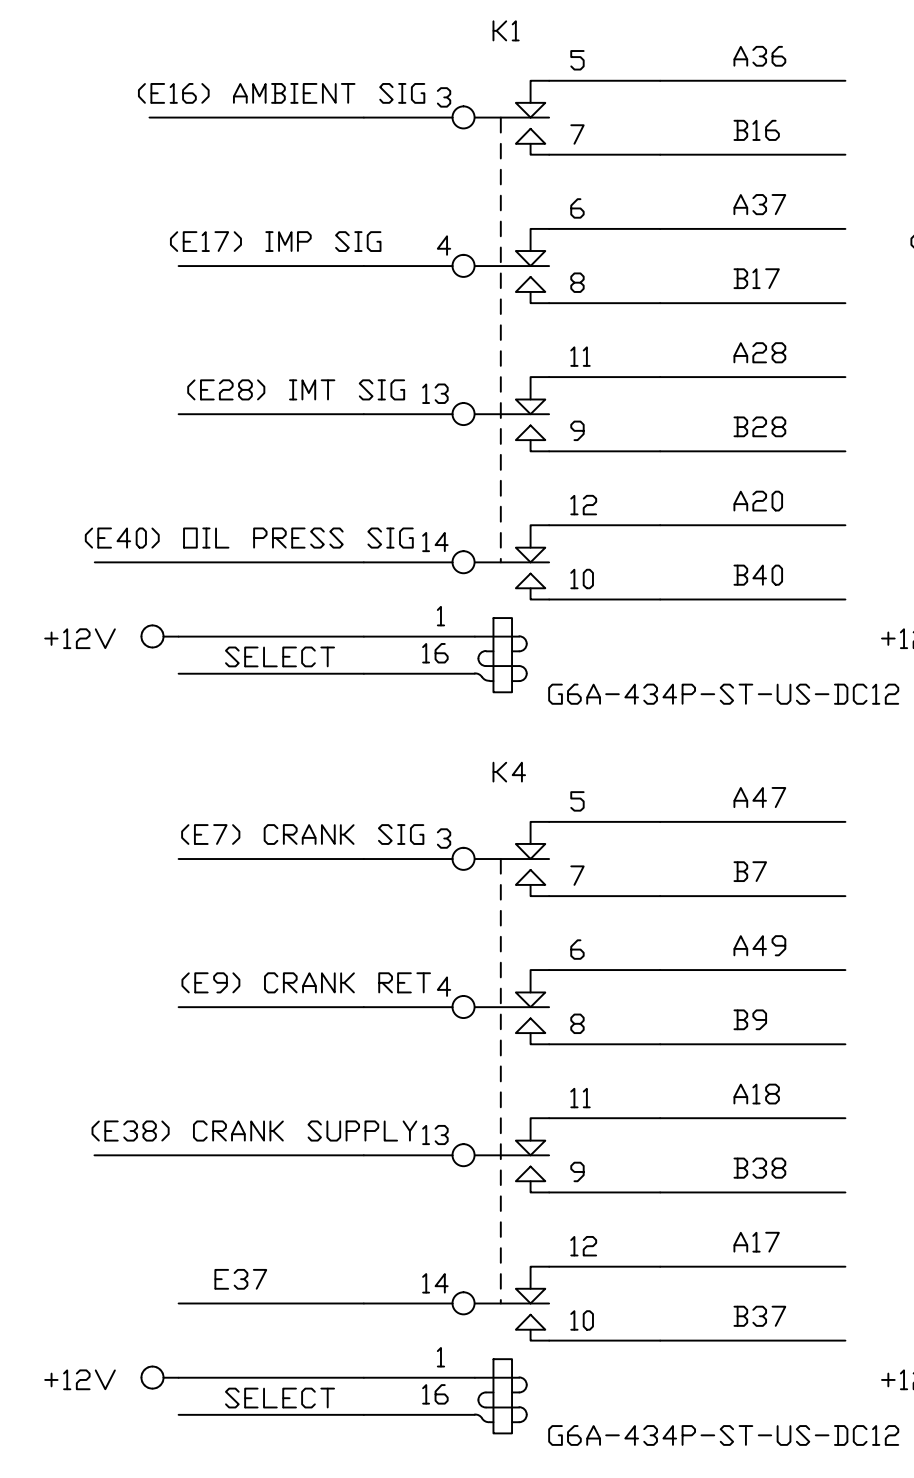 K1
5 A36
(E16) AMBIENT SIG 3
7 B16
6 A37
(E17) IMP SIG 4
8 B17
11 A28
(E28) IMT SIG 13
9 B28
12 A20
(E40) OIL PRESS SIG 14
10 B40
1
+12V
SELECT 16
G6A-434P-ST-US-DC12
K4
5 A47
(E7) CRANK SIG 3
7 B7
6 A49
(E9) CRANK RET 4
8 B9
11 A18
(E38) CRANK SUPPLY 13
9 B38
12 A17
E37 14
10 B37
1
+12V
SELECT 16
G6A-434P-ST-US-DC12